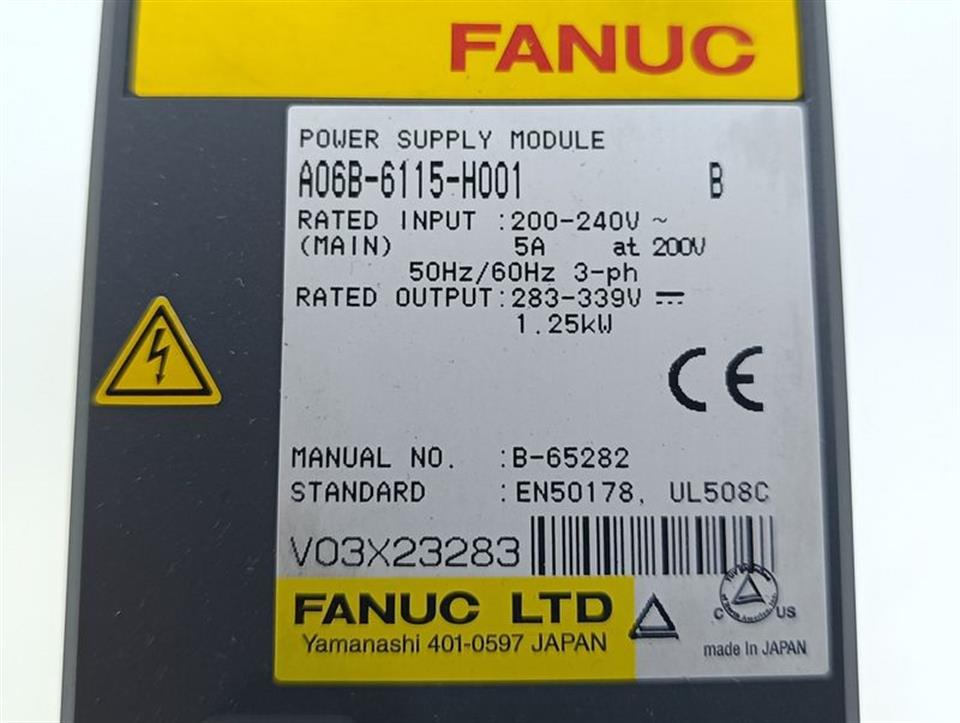 FANUC
POWER SUPPLY MODULE
A06B-6115-H001 B
RATED INPUT :200-240V ~
(MAIN) 5A at 200V
50Hz/60Hz 3-ph
RATED OUTPUT:283-339V ⎓
1.25kW
CE
MANUAL NO. :B-65282
STANDARD :EN50178, UL508C
V03X23283
FANUC LTD
Yamanashi 401-0597 JAPAN
C US
made In JAPAN